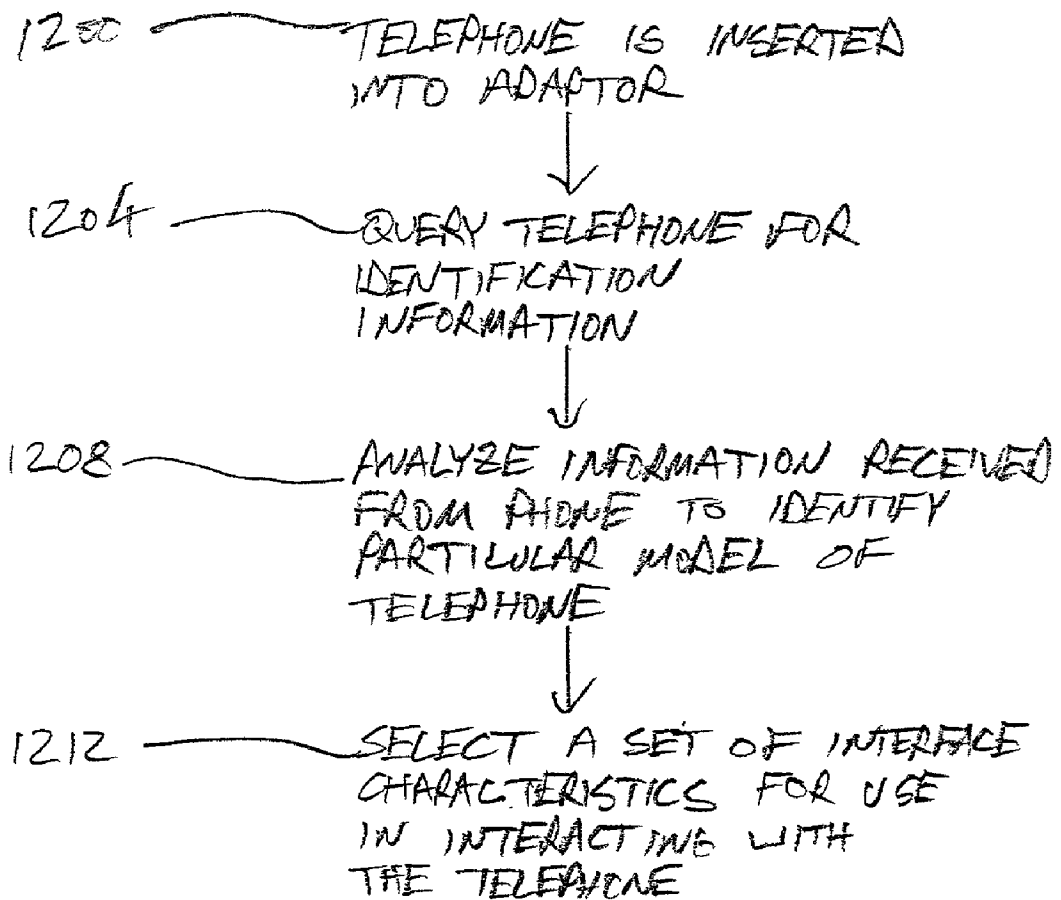 1200 TELEPHONE IS INSERTED
INTO ADAPTOR
1204 QUERY TELEPHONE FOR
IDENTIFICATION
INFORMATION
1208 ANALYZE INFORMATION RECEIVED
FROM PHONE TO IDENTIFY
PARTICULAR MODEL OF
TELEPHONE
1212 SELECT A SET OF INTERFACE
CHARACTERISTICS FOR USE
IN INTERACTING WITH
THE TELEPHONE